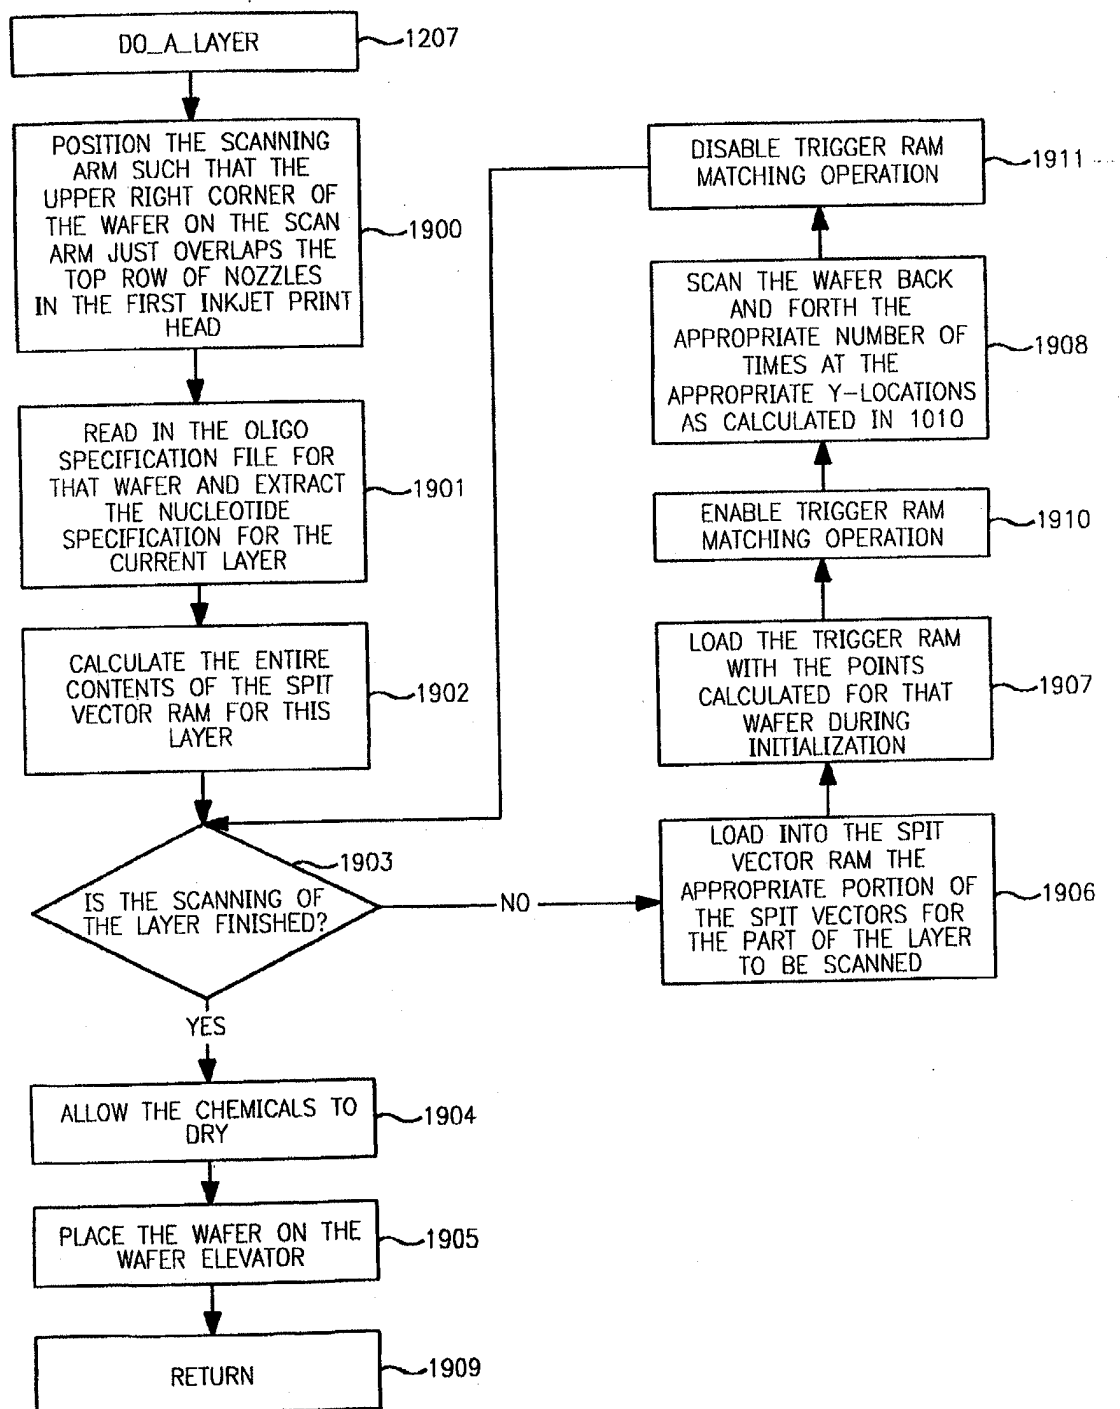 DO_A_LAYER
1207
POSITION THE SCANNING
ARM SUCH THAT THE
UPPER RIGHT CORNER OF
THE WAFER ON THE SCAN
ARM JUST OVERLAPS THE
TOP ROW OF NOZZLES
IN THE FIRST INKJET PRINT
HEAD
1900
READ IN THE OLIGO
SPECIFICATION FILE FOR
THAT WAFER AND EXTRACT
THE NUCLEOTIDE
SPECIFICATION FOR THE
CURRENT LAYER
1901
CALCULATE THE ENTIRE
CONTENTS OF THE SPIT
VECTOR RAM FOR THIS
LAYER
1902
IS THE SCANNING OF
THE LAYER FINISHED?
1903
NO
YES
ALLOW THE CHEMICALS TO
DRY
1904
PLACE THE WAFER ON THE
WAFER ELEVATOR
1905
RETURN
1909
DISABLE TRIGGER RAM
MATCHING OPERATION
1911
SCAN THE WAFER BACK
AND FORTH THE
APPROPRIATE NUMBER OF
TIMES AT THE
APPROPRIATE Y-LOCATIONS
AS CALCULATED IN 1010
1908
ENABLE TRIGGER RAM
MATCHING OPERATION
1910
LOAD THE TRIGGER RAM
WITH THE POINTS
CALCULATED FOR THAT
WAFER DURING
INITIALIZATION
1907
LOAD INTO THE SPIT
VECTOR RAM THE
APPROPRIATE PORTION OF
THE SPIT VECTORS FOR
THE PART OF THE LAYER
TO BE SCANNED
1906